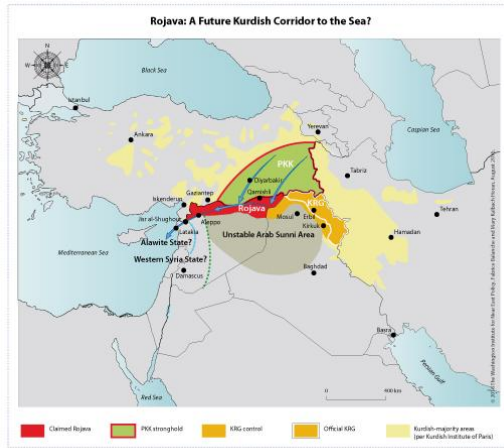 Rojava: A Future Kurdish Corridor to the Sea?
N
W
E
S
Black Sea
Istanbul
Ankara
Yerevan
Caspian Sea
PKK
Tabriz
Diyarbakir
Gaziantep
Qamishli
Iskenderun
Tehran
Rojava
KRG
Jisr al-Shughour
Aleppo
Mosul
Erbil
Latakia
Kirkuk
Hamadan
Alawite State?
Unstable Arab Sunni Area
Mediterranean Sea
Western Syria State?
Damascus
Baghdad
Basra
Persian Gulf
Red Sea
0
400 km
Claimed Rojava
PKK stronghold
KRG control
Official KRG
Kurdish-majority areas
(per Kurdish Institute of Paris)